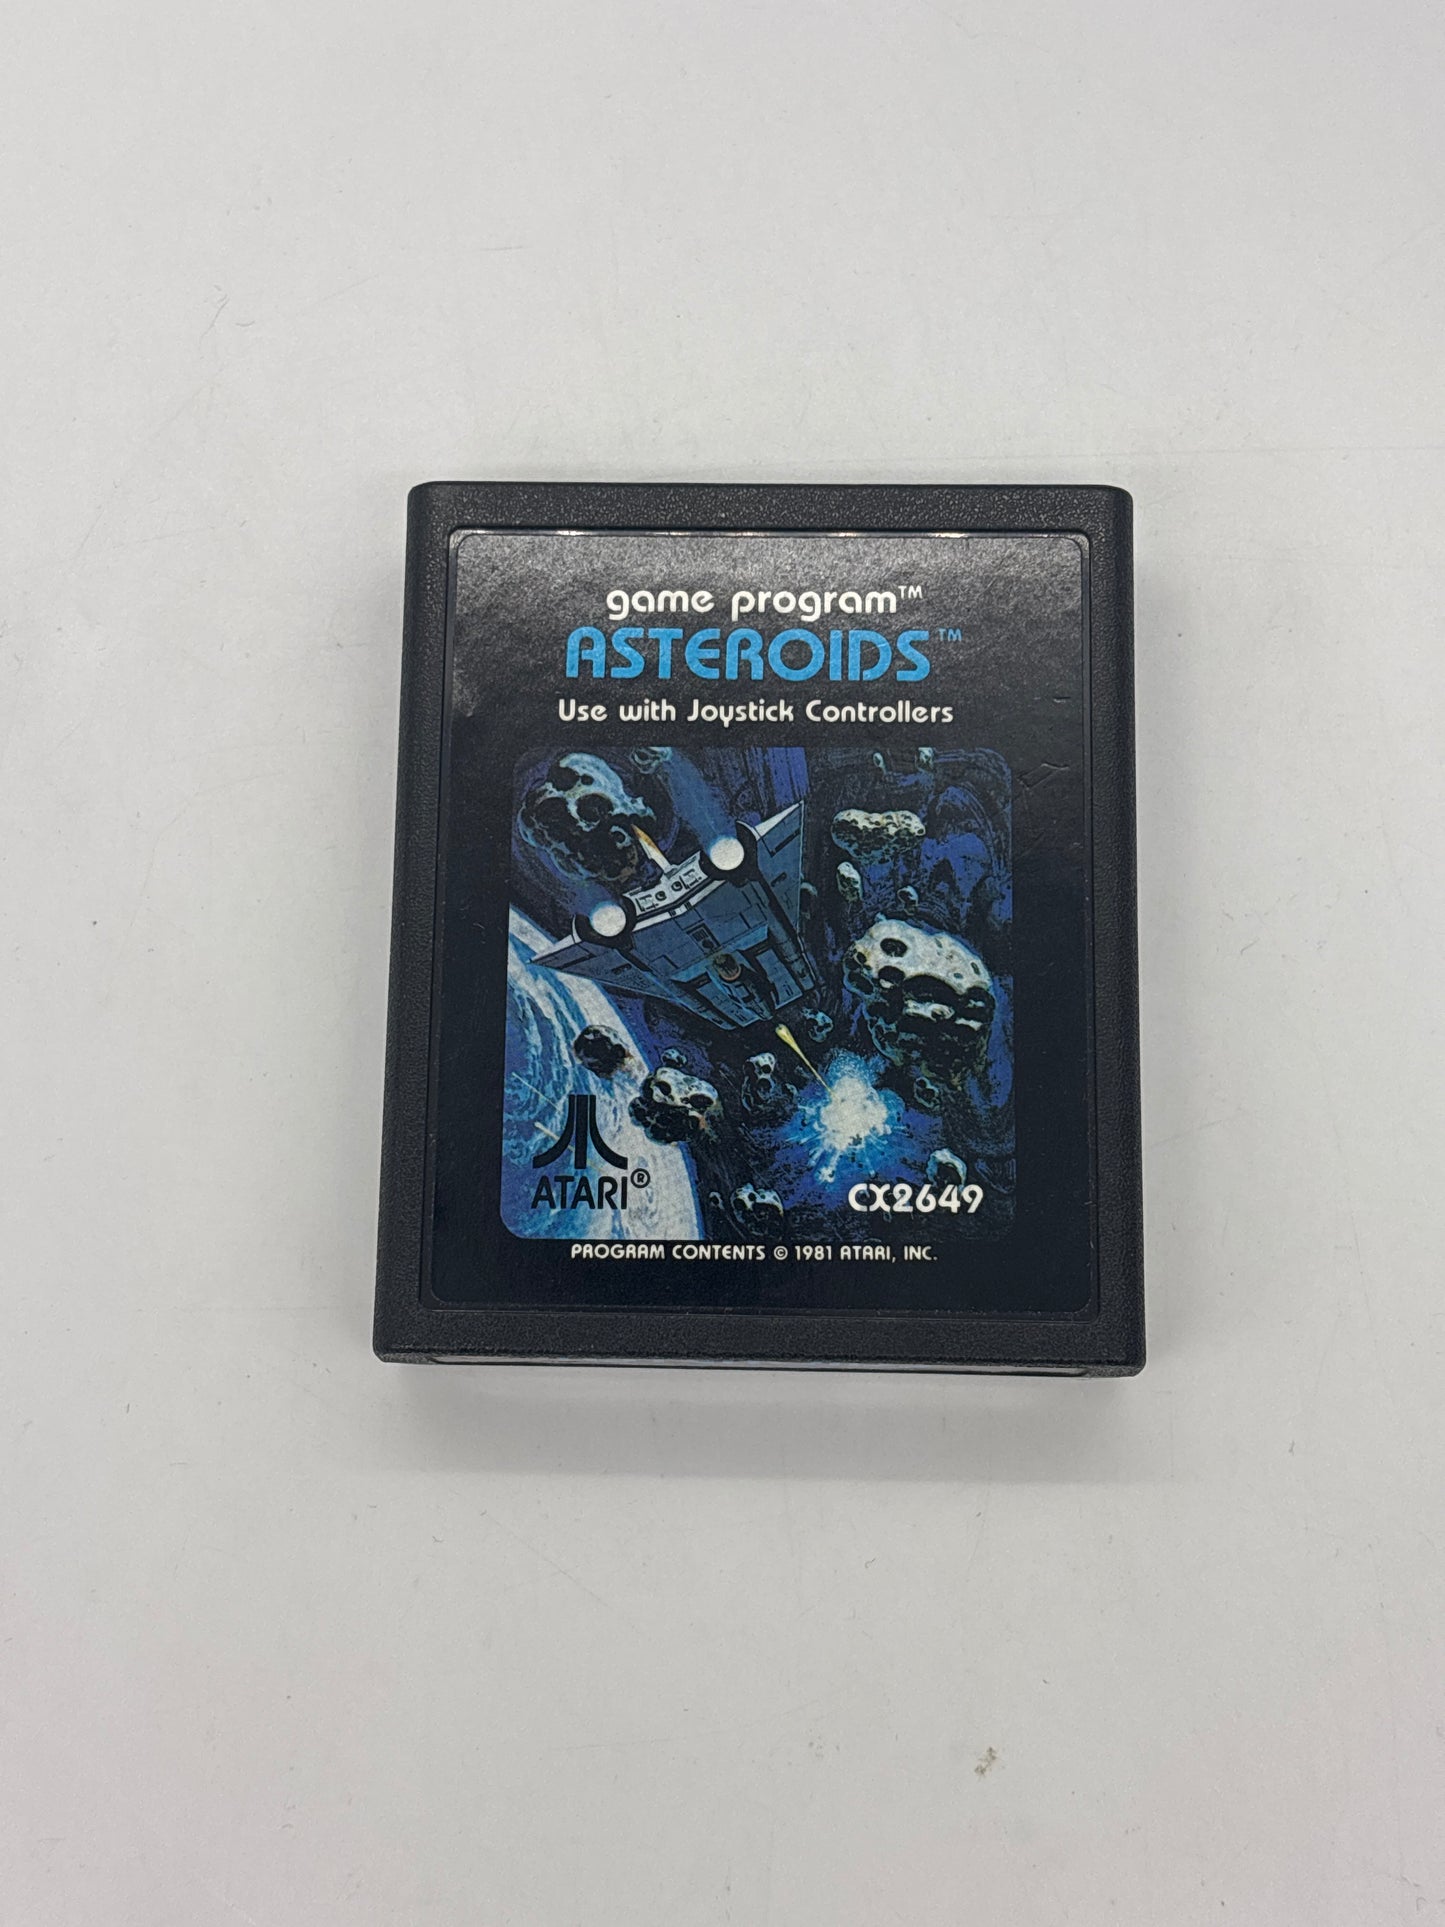 game program™
ASTEROIDS™
Use with Joystick Controllers
ATARI®
CX2649
PROGRAM CONTENTS © 1981 ATARI, INC.